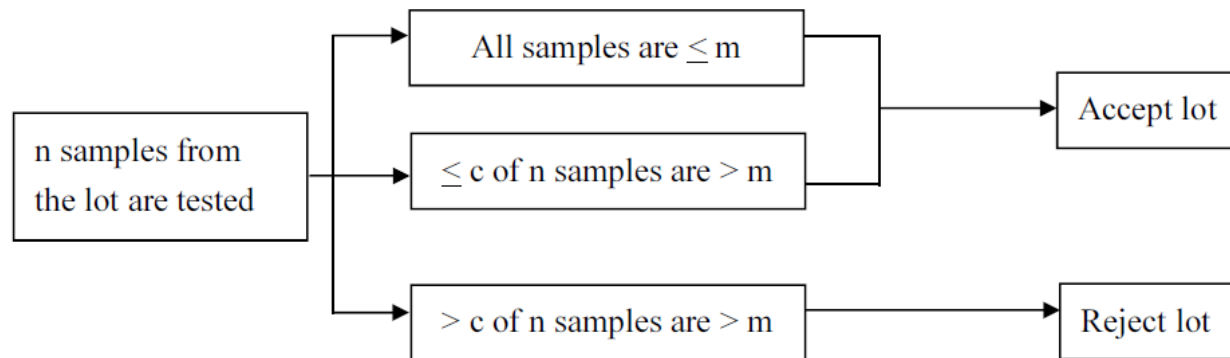 n samples from
the lot are tested
All samples are ≤ m
≤ c of n samples are > m
> c of n samples are > m
Accept lot
Reject lot